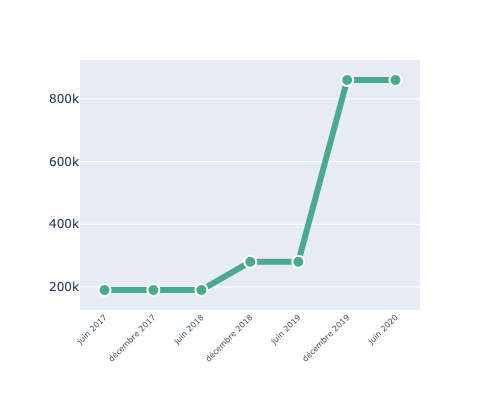 800k
600k
400k
200k
juin 2017
décembre 2017
juin 2018
décembre 2018
juin 2019
décembre 2019
juin 2020